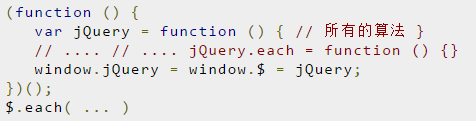 (function () {
var jQuery = function () { // 所有的算法 }
// .... // .... jQuery.each = function () {}
window.jQuery = window.$ = jQuery;
})();
$.each( ... )